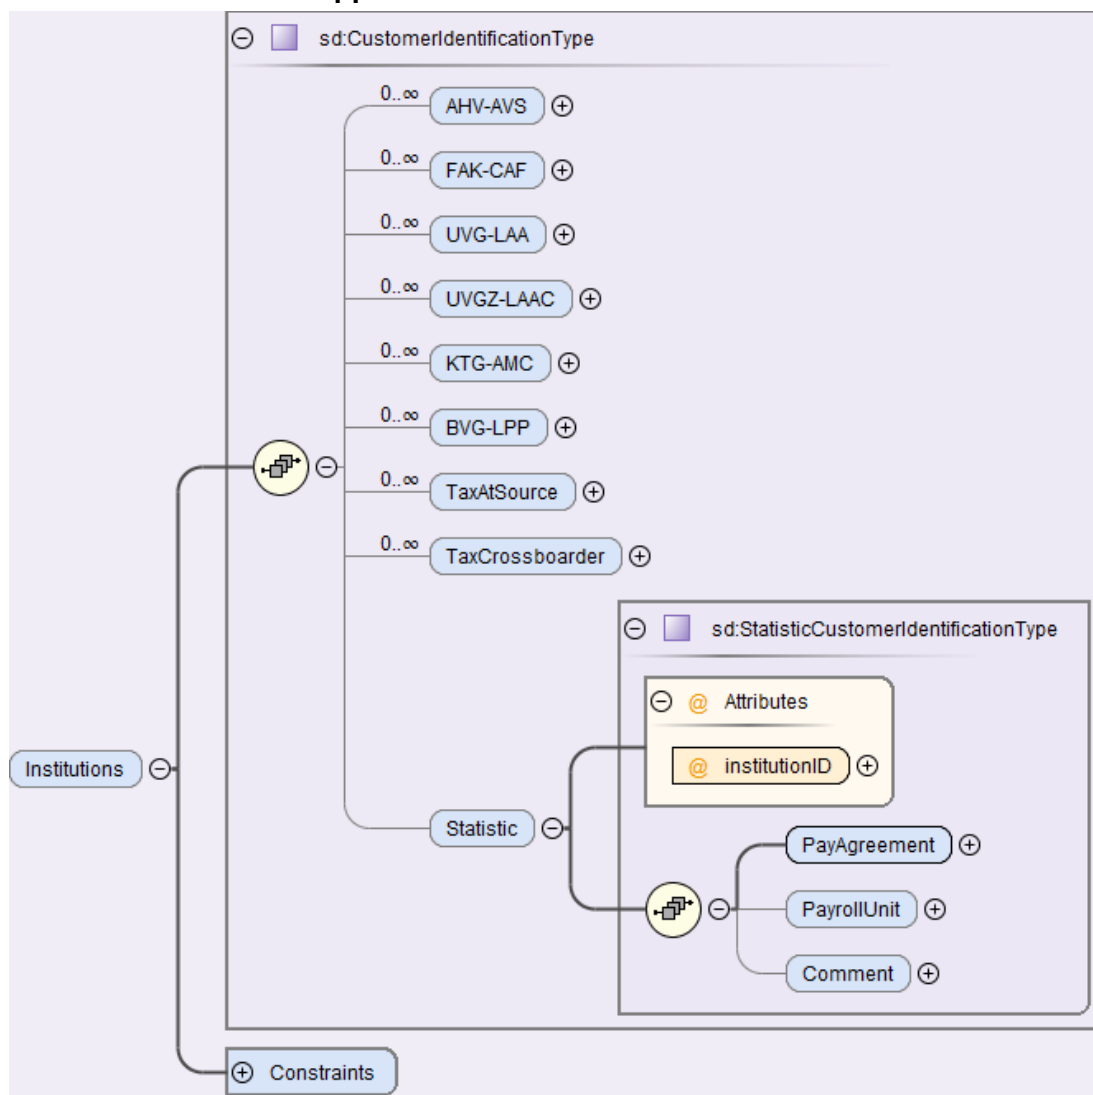 sd:CustomerIdentificationType
0..∞
AHV-AVS
0..∞
FAK-CAF
0..∞
UVG-LAA
0..∞
UVGZ-LAAC
0..∞
KTG-AMC
0..∞
BVG-LPP
0..∞
TaxAtSource
0..∞
TaxCrossboarder
sd:StatisticCustomerIdentificationType
@ Attributes
@ institutionID
Institutions
Statistic
PayAgreement
PayrollUnit
Comment
Constraints